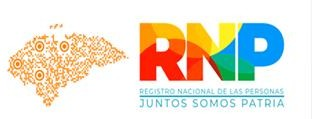 RNP
REGISTRO NACIONAL DE LAS PERSONAS
JUNTOS SOMOS PATRIA